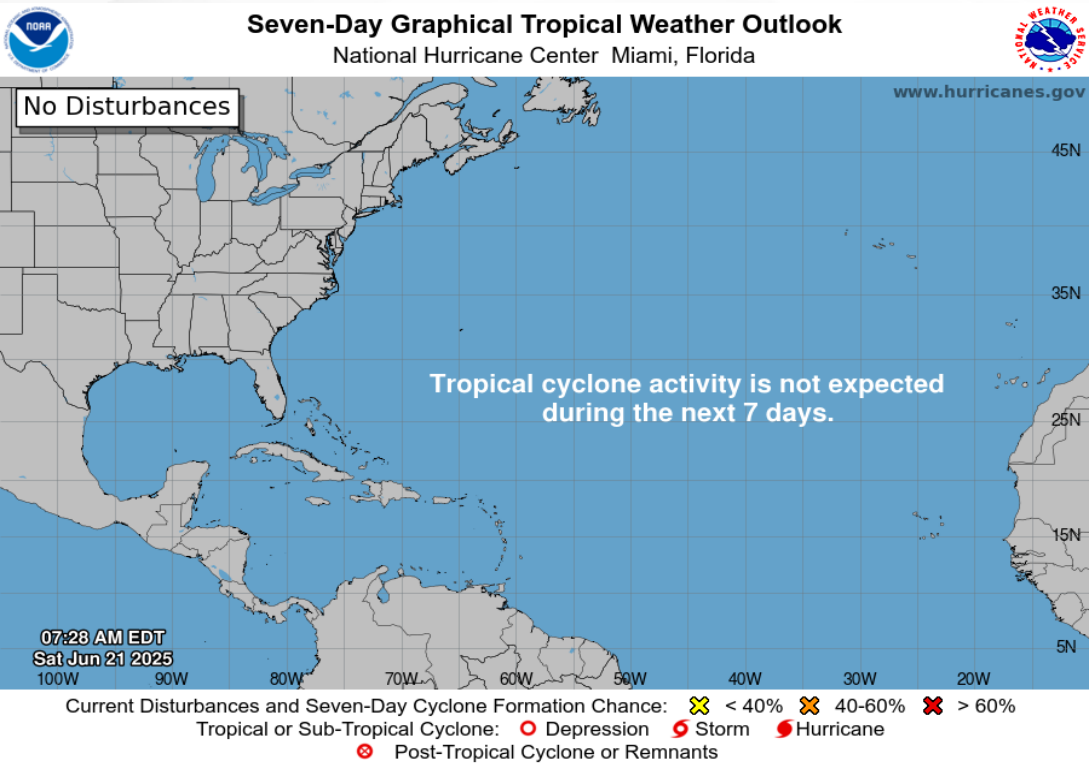 Seven-Day Graphical Tropical Weather Outlook
National Hurricane Center Miami, Florida
NOAA
NATIONAL WEATHER SERVICE
No Disturbances
www.hurricanes.gov
45N
35N
Tropical cyclone activity is not expected
during the next 7 days.
25N
15N
07:28 AM EDT
Sat Jun 21 2025
5N
100W 90W 80W 70W 60W 50W 40W 30W 20W
Current Disturbances and Seven-Day Cyclone Formation Chance: < 40% 40-60% > 60%
Tropical or Sub-Tropical Cyclone: Depression Storm Hurricane
Post-Tropical Cyclone or Remnants